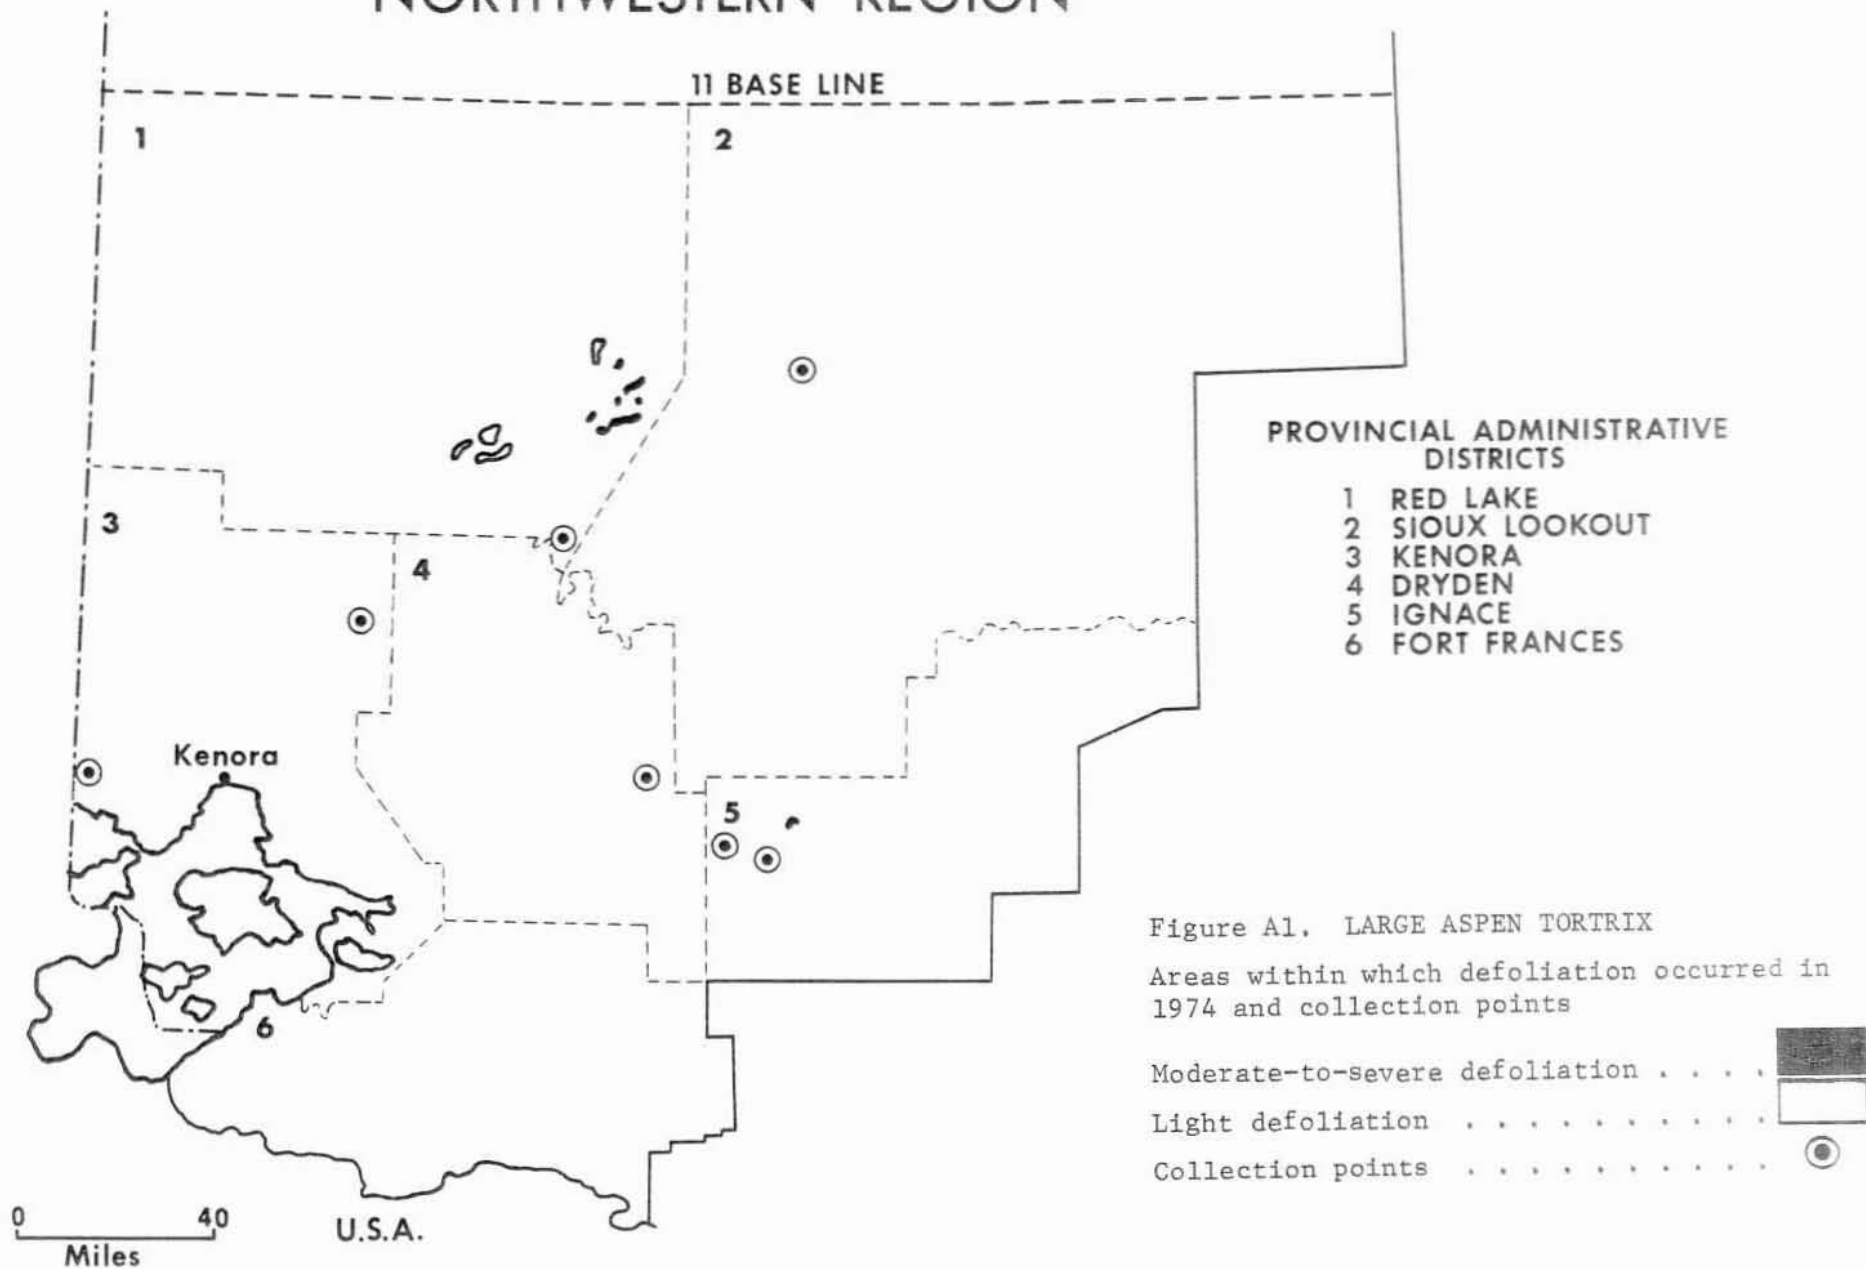 NORTHWESTERN REGION
11 BASE LINE
1
2
3
4
Kenora
5
6
PROVINCIAL ADMINISTRATIVE
DISTRICTS
1 RED LAKE
2 SIOUX LOOKOUT
3 KENORA
4 DRYDEN
5 IGNACE
6 FORT FRANCES
Figure A1. LARGE ASPEN TORTRIX
Areas within which defoliation occurred in
1974 and collection points
Moderate-to-severe defoliation . . . .
Light defoliation . . . . . . . . . .
Collection points . . . . . . . . . .
0 40
Miles
U.S.A.